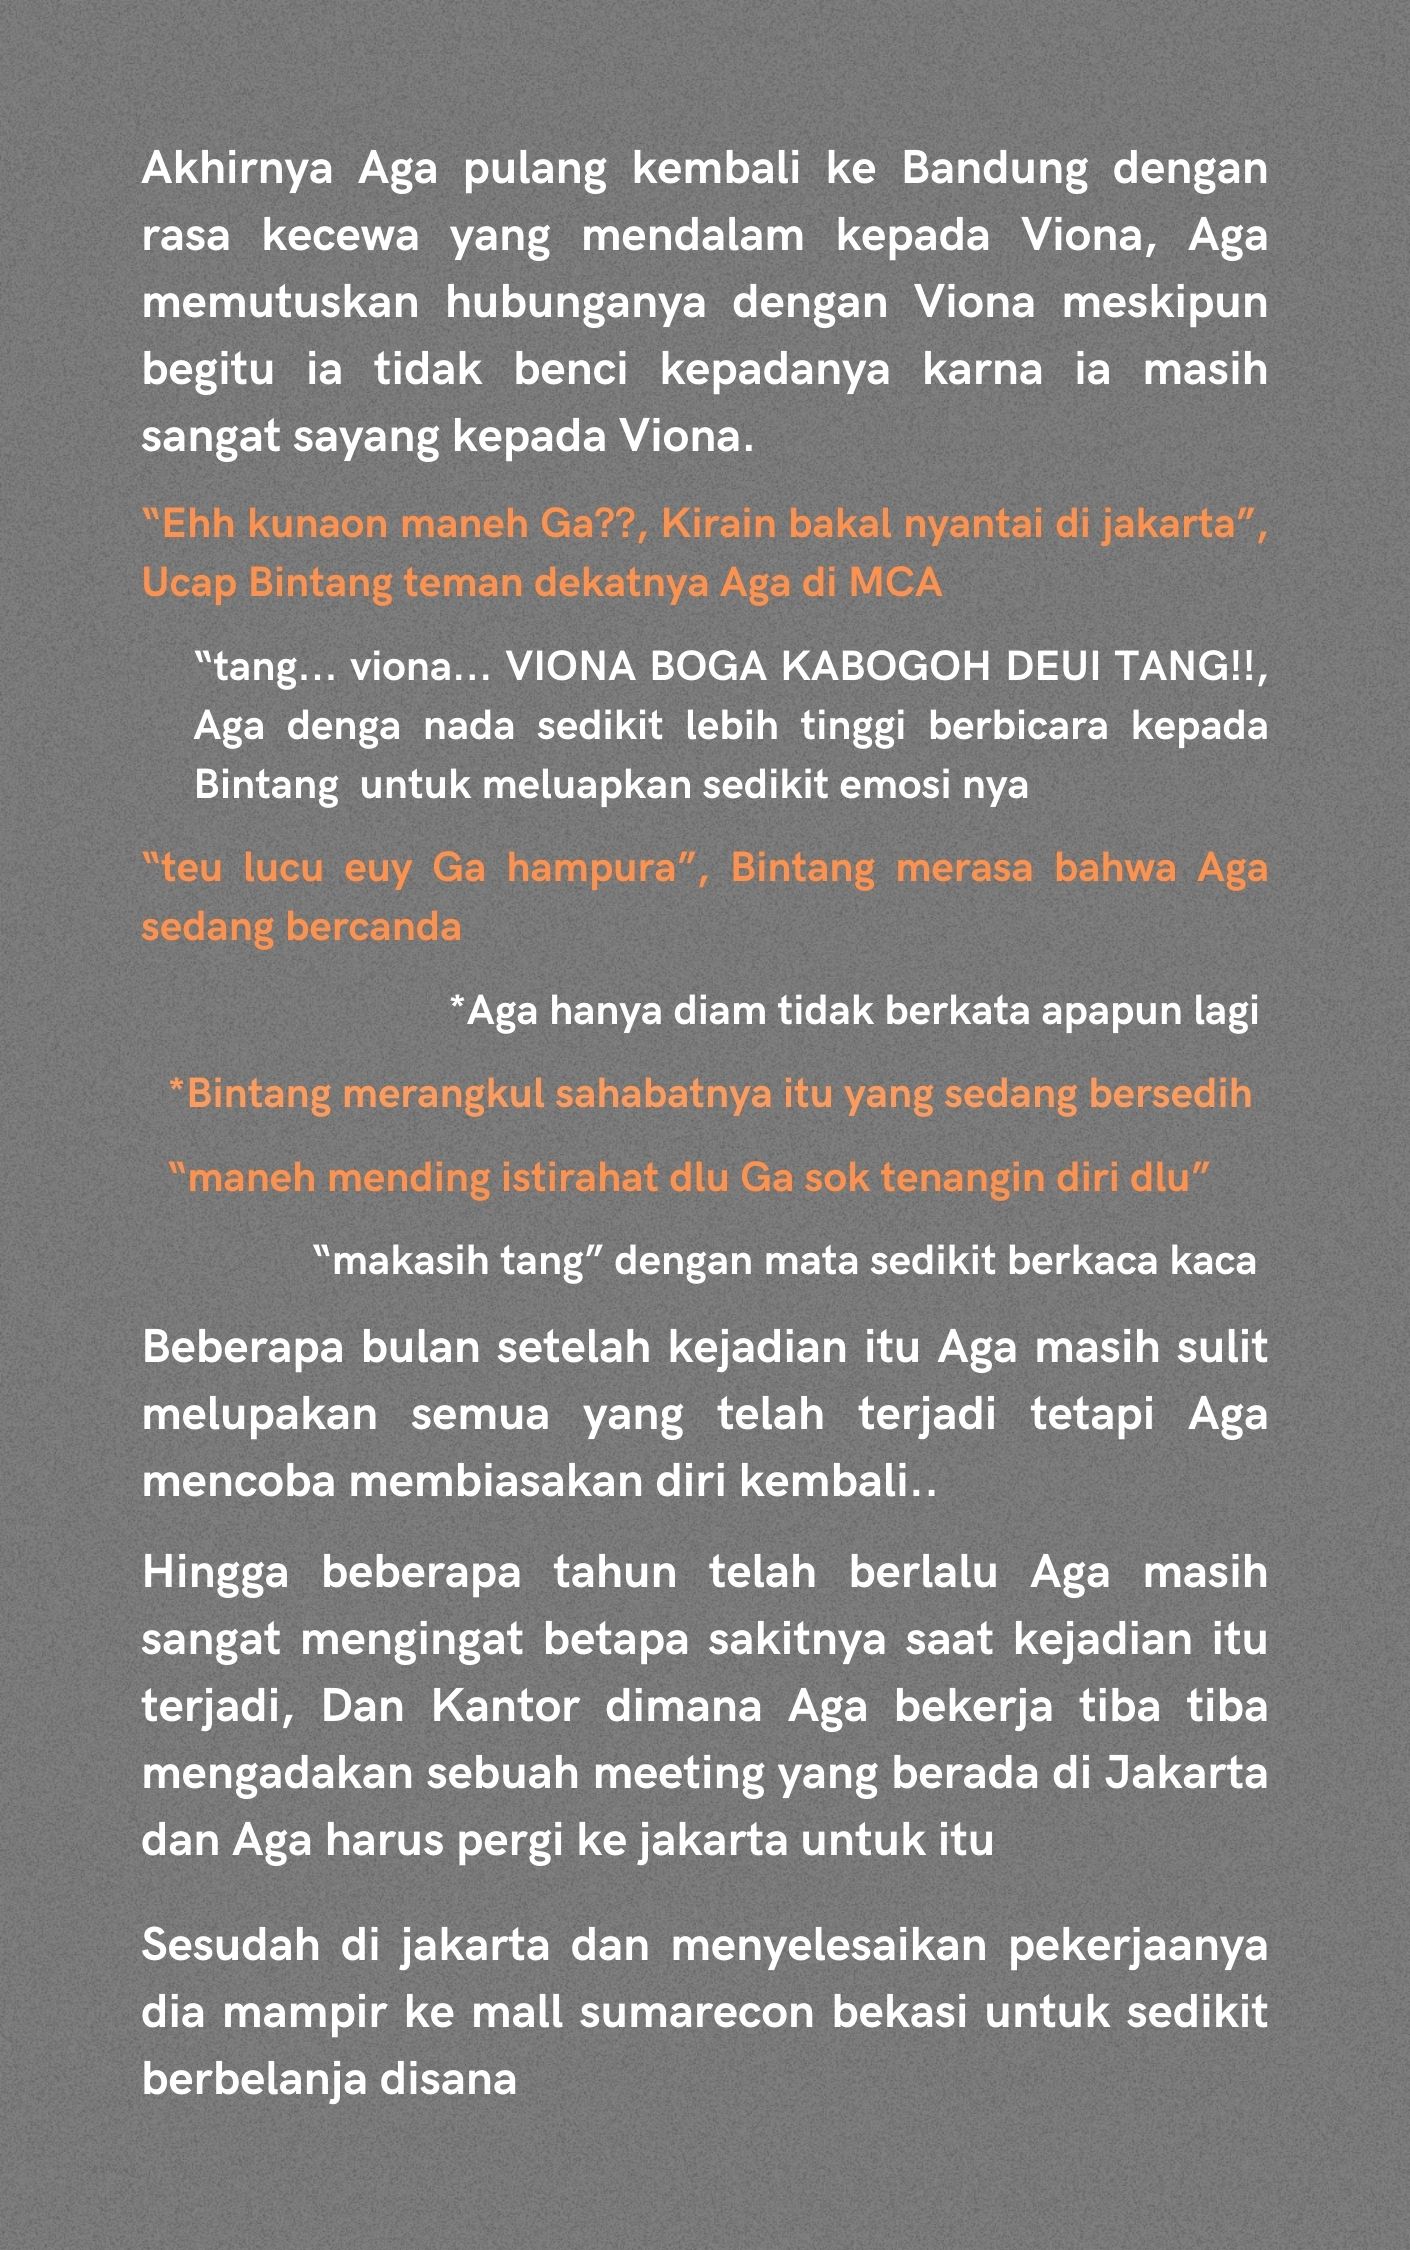 Akhirnya Aga pulang kembali ke Bandung dengan
rasa kecewa yang mendalam kepada Viona, Aga
memutuskan hubunganya dengan Viona meskipun
begitu ia tidak benci kepadanya karna ia masih
sangat sayang kepada Viona.
“Ehh kunaon maneh Ga??, Kirain bakal nyantai di jakarta”,
Ucap Bintang teman dekatnya Aga di MCA
“tang... viona... VIONA BOGA KABOGOH DEUI TANG!!,
Aga denga nada sedikit lebih tinggi berbicara kepada
Bintang  untuk meluapkan sedikit emosi nya
“teu lucu euy Ga hampura”, Bintang merasa bahwa Aga
sedang bercanda
*Aga hanya diam tidak berkata apapun lagi
*Bintang merangkul sahabatnya itu yang sedang bersedih
“maneh mending istirahat dlu Ga sok tenangin diri dlu”
“makasih tang” dengan mata sedikit berkaca kaca
Beberapa bulan setelah kejadian itu Aga masih sulit
melupakan semua yang telah terjadi tetapi Aga
mencoba membiasakan diri kembali..
Hingga beberapa tahun telah berlalu Aga masih
sangat mengingat betapa sakitnya saat kejadian itu
terjadi, Dan Kantor dimana Aga bekerja tiba tiba
mengadakan sebuah meeting yang berada di Jakarta
dan Aga harus pergi ke jakarta untuk itu
Sesudah di jakarta dan menyelesaikan pekerjaanya
dia mampir ke mall sumarecon bekasi untuk sedikit
berbelanja disana